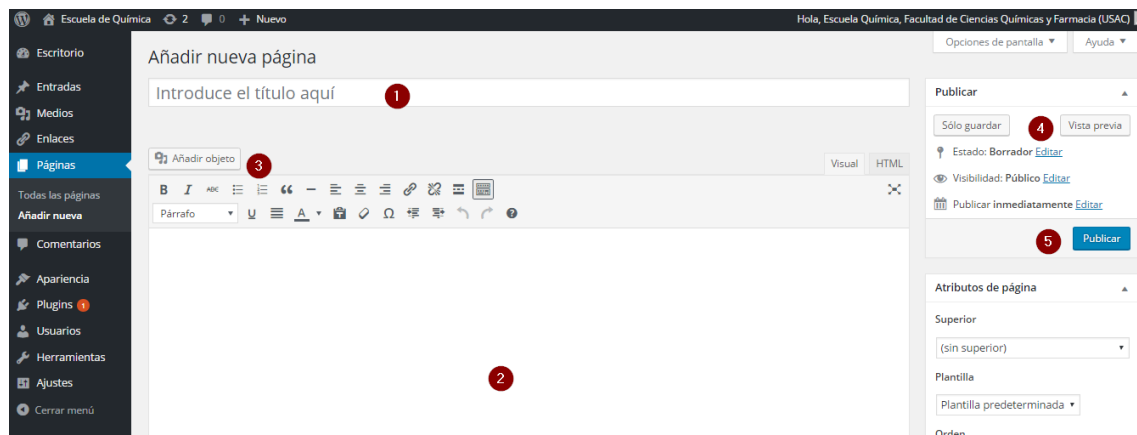 Escuela de Química 2 0 + Nuevo
Hola, Escuela Química, Facultad de Ciencias Químicas y Farmacia (USAC)
Escritorio
Entradas
Medios
Enlaces
Páginas
Todas las páginas
Añadir nueva
Comentarios
Apariencia
Plugins 1
Usuarios
Herramientas
Ajustes
Cerrar menú
Opciones de pantalla
Ayuda
Añadir nueva página
Introduce el título aquí 1
Añadir objeto 3
Visual HTML
B I ABC
Párrafo U A Ω ?
2
Publicar
Sólo guardar 4 Vista previa
Estado: Borrador Editar
Visibilidad: Público Editar
Publicar inmediatamente Editar
5 Publicar
Atributos de página
Superior
(sin superior)
Plantilla
Plantilla predeterminada
Orden